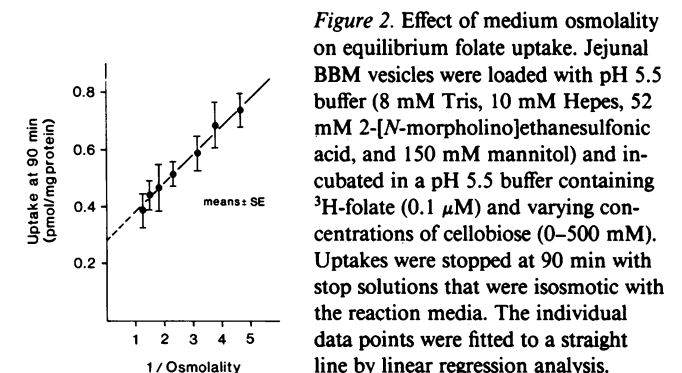 Uptake at 90 min
(pmol/mg protein)
0.8
0.6
0.4
0.2
means ± SE
1 2 3 4 5
1/Osmolality
Figure 2. Effect of medium osmolality
on equilibrium folate uptake. Jejunal
BBM vesicles were loaded with pH 5.5
buffer (8 mM Tris, 10 mM Hepes, 52
mM 2-[N-morpholino]ethanesulfonic
acid, and 150 mM mannitol) and in-
cubated in a pH 5.5 buffer containing
³H-folate (0.1 μM) and varying con-
centrations of cellobiose (0–500 mM).
Uptakes were stopped at 90 min with
stop solutions that were isosmotic with
the reaction media. The individual
data points were fitted to a straight
line by linear regression analysis.